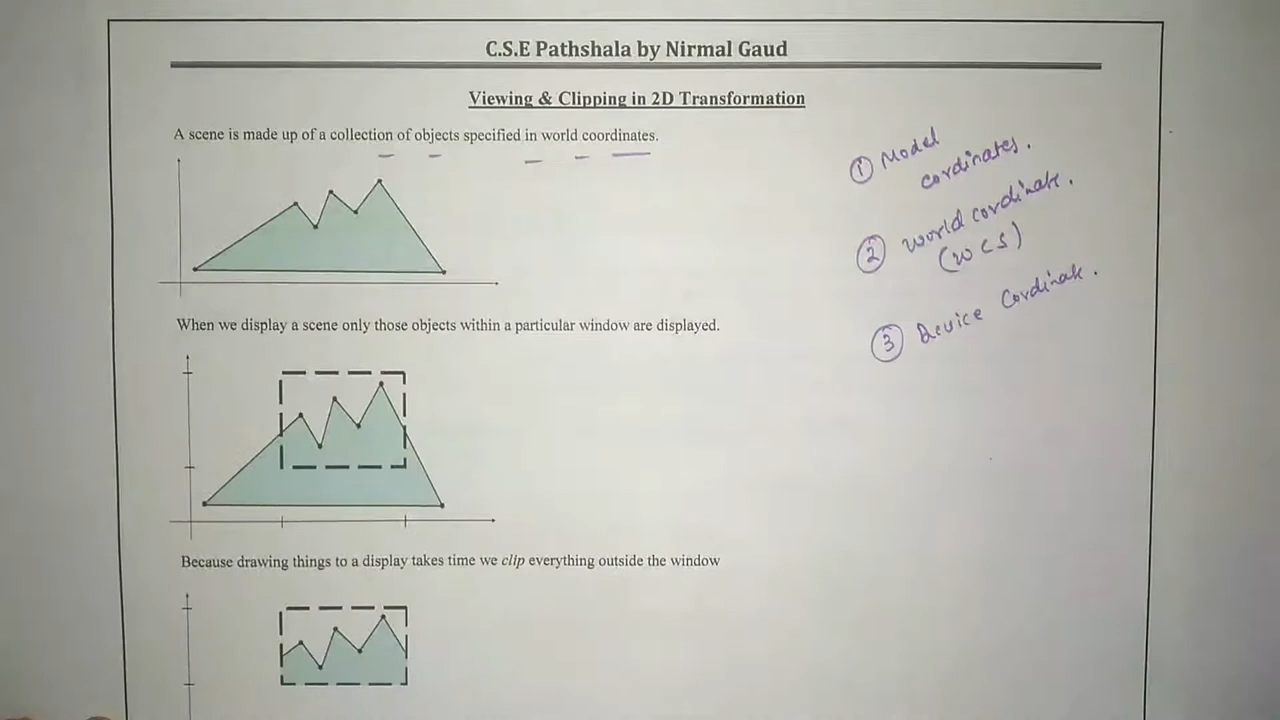 C.S.E Pathshala by Nirmal Gaud
Viewing & Clipping in 2D Transformation
A scene is made up of a collection of objects specified in world coordinates.
① Model
cordinates.
② World cordinate.
(WCS)
③ Device Cordinate.
When we display a scene only those objects within a particular window are displayed.
Because drawing things to a display takes time we clip everything outside the window